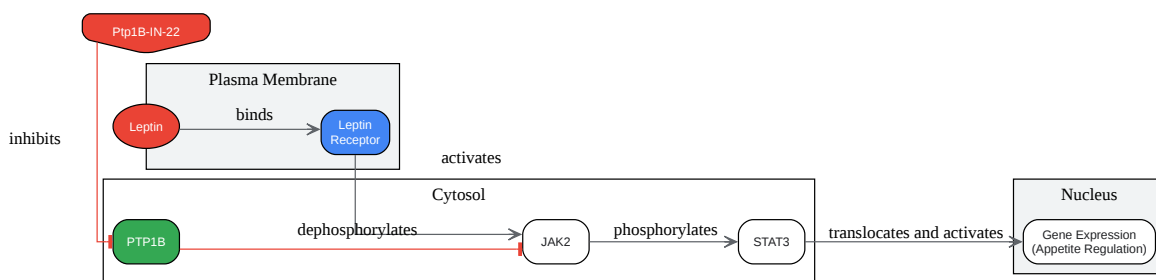 Ptp1B-IN-22
Plasma Membrane
binds
Leptin
Leptin
Receptor
inhibits
activates
Cytosol
Nucleus
PTP1B
dephosphorylates
JAK2
phosphorylates
STAT3
translocates and activates
Gene Expression
(Appetite Regulation)